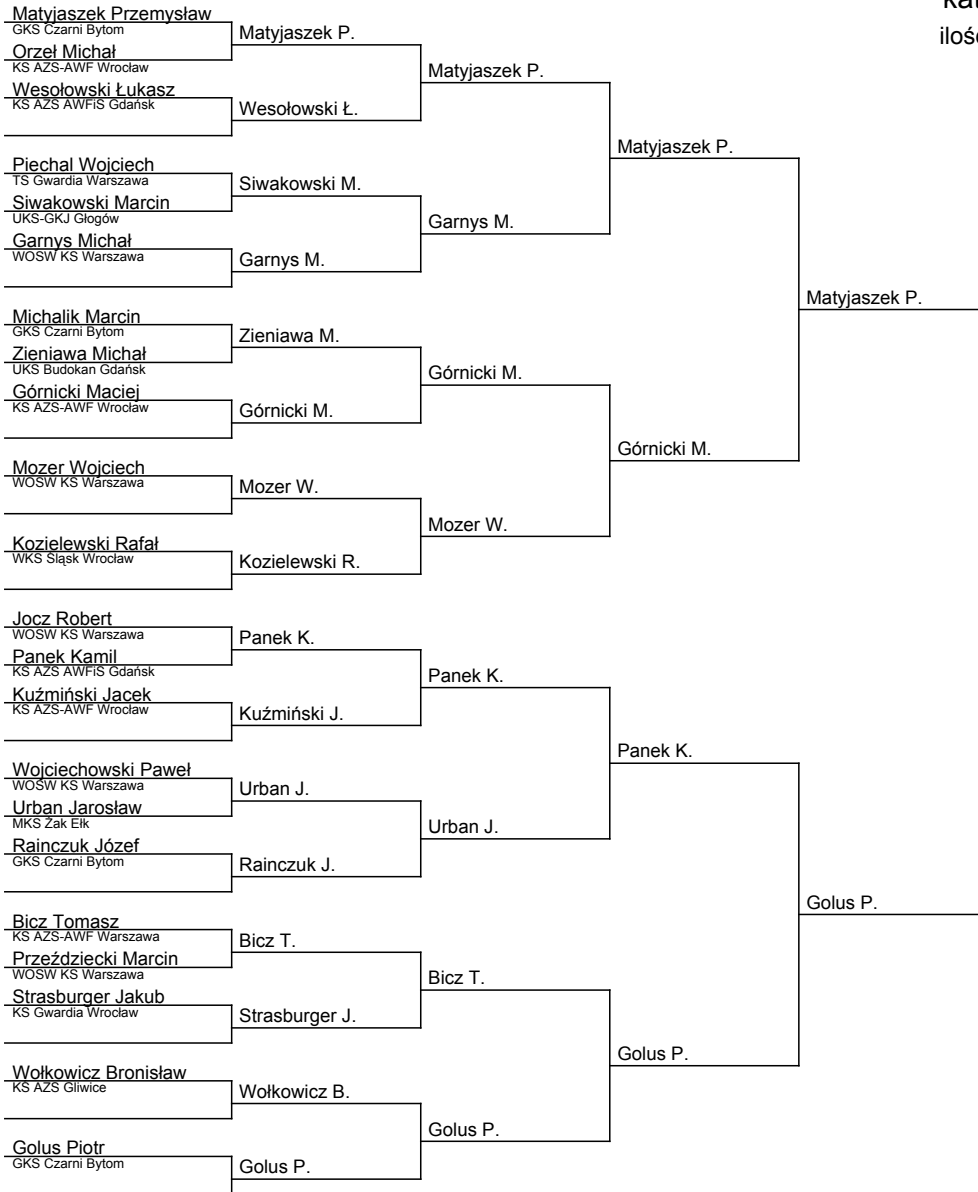 Matyjaszek Przemysław
GKS Czarni Bytom
Orzeł Michał
KS AZS-AWF Wrocław
Wesołowski Łukasz
KS AZS AWFiS Gdańsk
Piechal Wojciech
TS Gwardia Warszawa
Siwakowski Marcin
UKS-GKJ Głogów
Garnys Michał
WOSW KS Warszawa
Michalik Marcin
GKS Czarni Bytom
Zieniawa Michał
UKS Budokan Gdańsk
Górnicki Maciej
KS AZS-AWF Wrocław
Mozer Wojciech
WOSW KS Warszawa
Kozielewski Rafał
WKS Śląsk Wrocław
Jocz Robert
WOSW KS Warszawa
Panek Kamil
KS AZS AWFiS Gdańsk
Kuźmiński Jacek
KS AZS-AWF Wrocław
Wojciechowski Paweł
WOSW KS Warszawa
Urban Jarosław
MKS Żak Ełk
Rainczuk Józef
GKS Czarni Bytom
Bicz Tomasz
KS AZS-AWF Warszawa
Przeździecki Marcin
WOSW KS Warszawa
Strasburger Jakub
KS Gwardia Wrocław
Wołkowicz Bronisław
KS AZS Gliwice
Golus Piotr
GKS Czarni Bytom
Matyjaszek P.
Wesołowski Ł.
Siwakowski M.
Garnys M.
Zieniawa M.
Górnicki M.
Mozer W.
Kozielewski R.
Panek K.
Kuźmiński J.
Urban J.
Rainczuk J.
Bicz T.
Strasburger J.
Wołkowicz B.
Golus P.
Matyjaszek P.
Garnys M.
Górnicki M.
Mozer W.
Panek K.
Urban J.
Bicz T.
Golus P.
Matyjaszek P.
Górnicki M.
Panek K.
Golus P.
Matyjaszek P.
Golus P.